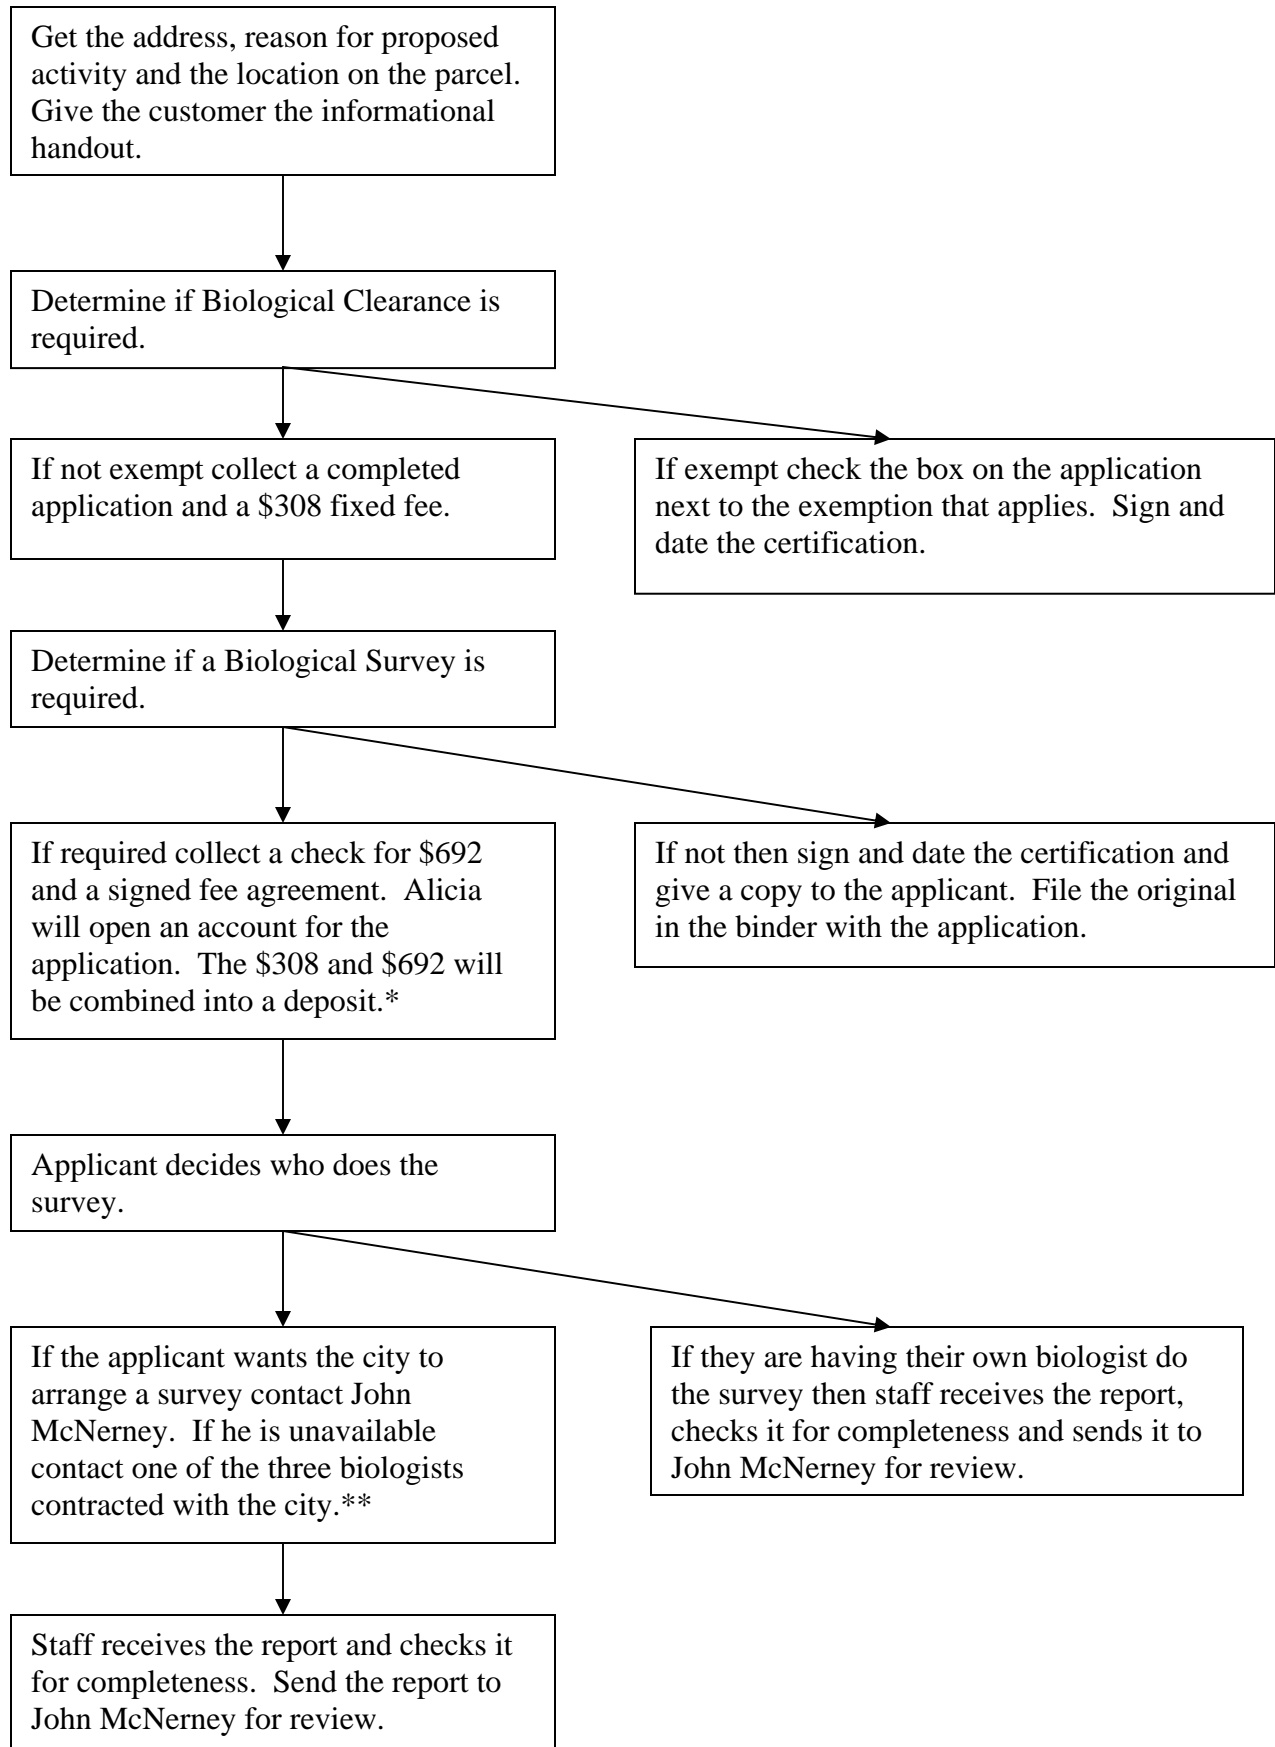 Get the address, reason for proposed
activity and the location on the parcel.
Give the customer the informational
handout.
Determine if Biological Clearance is
required.
If not exempt collect a completed
application and a $308 fixed fee.
If exempt check the box on the application
next to the exemption that applies.  Sign and
date the certification.
Determine if a Biological Survey is
required.
If required collect a check for $692
and a signed fee agreement.  Alicia
will open an account for the
application.  The $308 and $692 will
be combined into a deposit.*
If not then sign and date the certification and
give a copy to the applicant.  File the original
in the binder with the application.
Applicant decides who does the
survey.
If the applicant wants the city to
arrange a survey contact John
McNerney.  If he is unavailable
contact one of the three biologists
contracted with the city.**
If they are having their own biologist do
the survey then staff receives the report,
checks it for completeness and sends it to
John McNerney for review.
Staff receives the report and checks it
for completeness.  Send the report to
John McNerney for review.